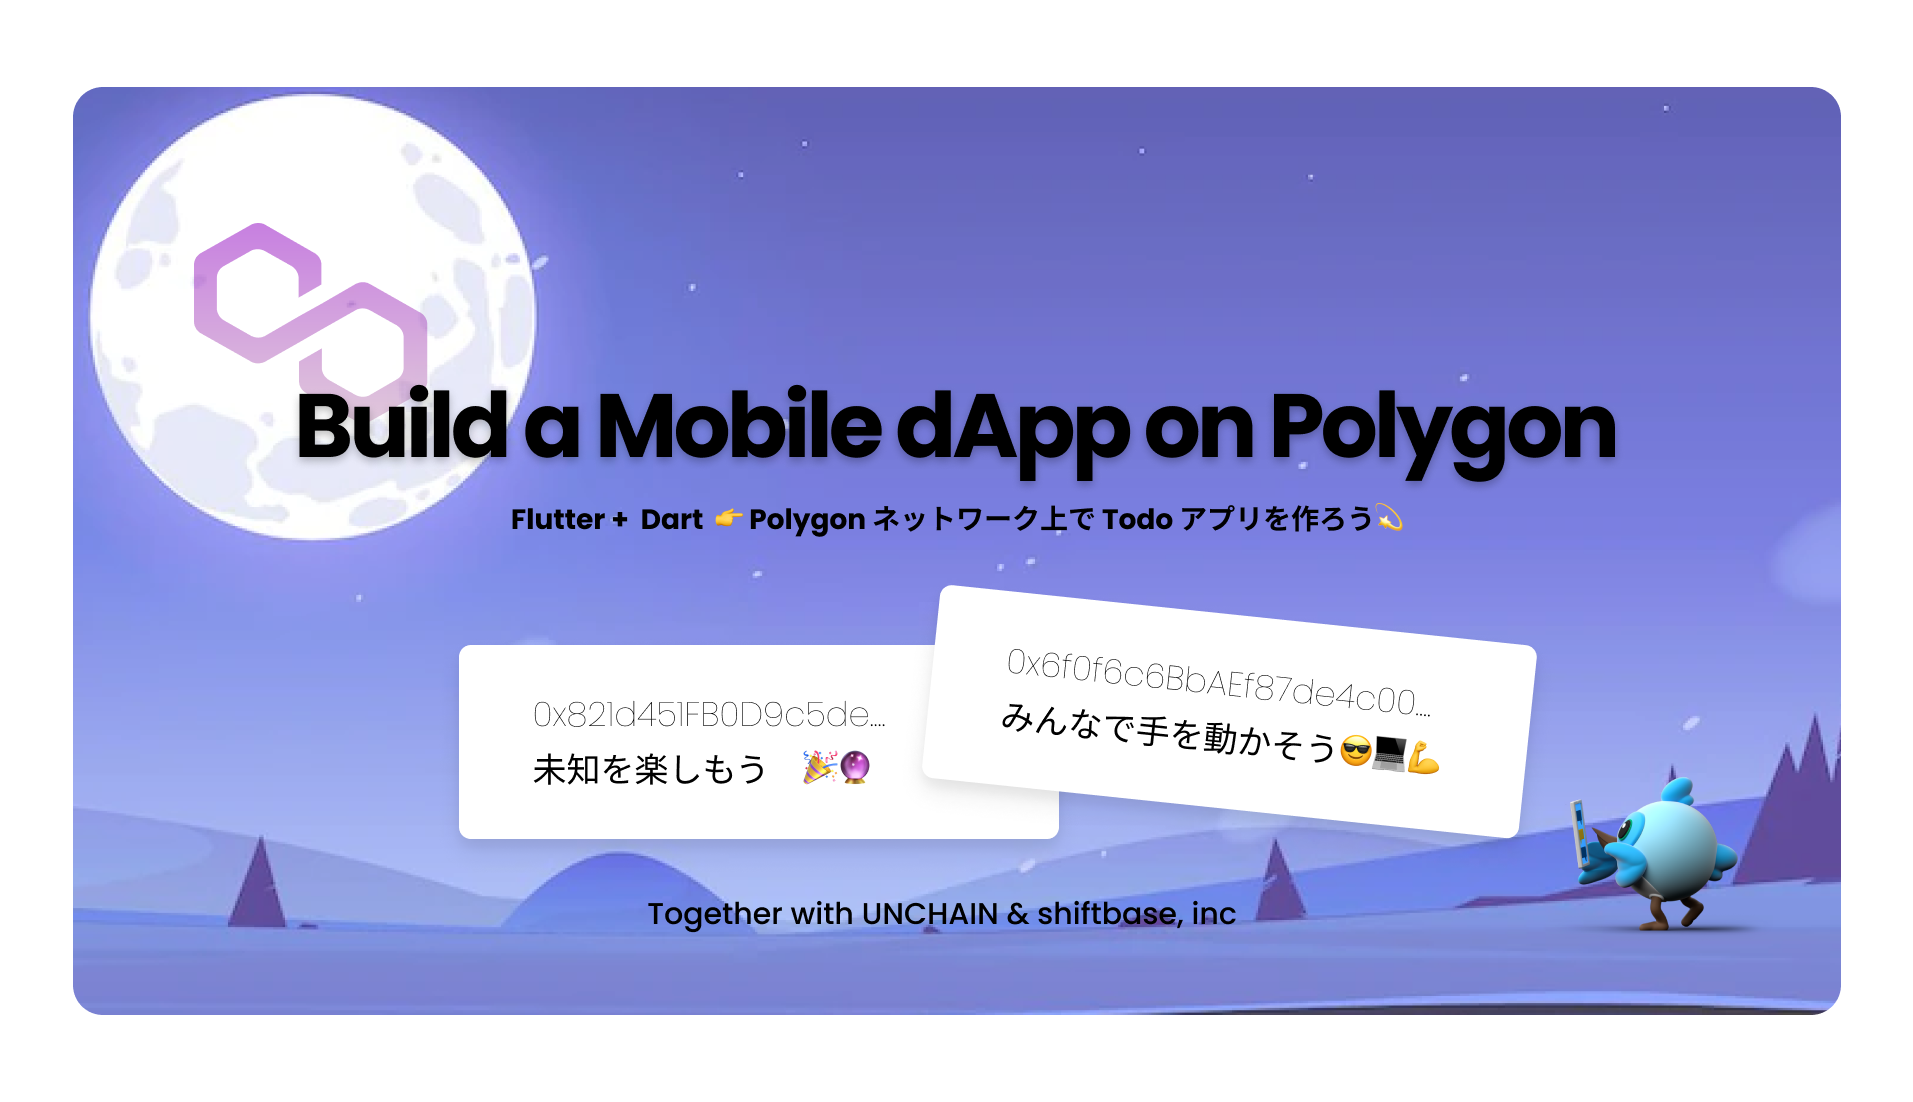 Build a Mobile dApp on Polygon
Flutter + Dart 👉 Polygon ネットワーク上で Todo アプリを作ろう💫
0x821d451FB0D9c5de....
未知を楽しもう 🎉🔮
0x6f0f6c6BbAEf87de4c00....
みんなで手を動かそう😎💻💪
Together with UNCHAIN & shiftbase, inc